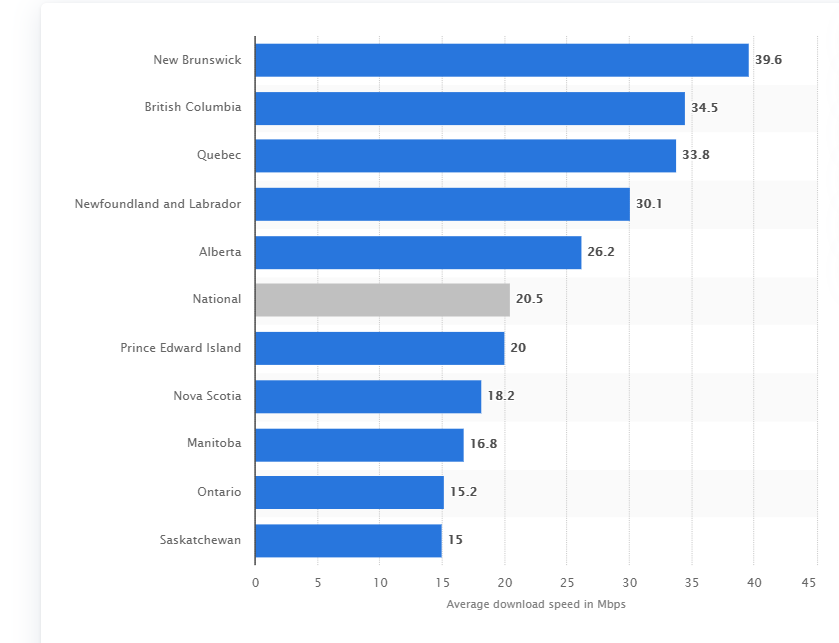 New Brunswick 39.6
British Columbia 34.5
Quebec 33.8
Newfoundland and Labrador 30.1
Alberta 26.2
National 20.5
Prince Edward Island 20
Nova Scotia 18.2
Manitoba 16.8
Ontario 15.2
Saskatchewan 15
0 5 10 15 20 25 30 35 40 45
Average download speed in Mbps